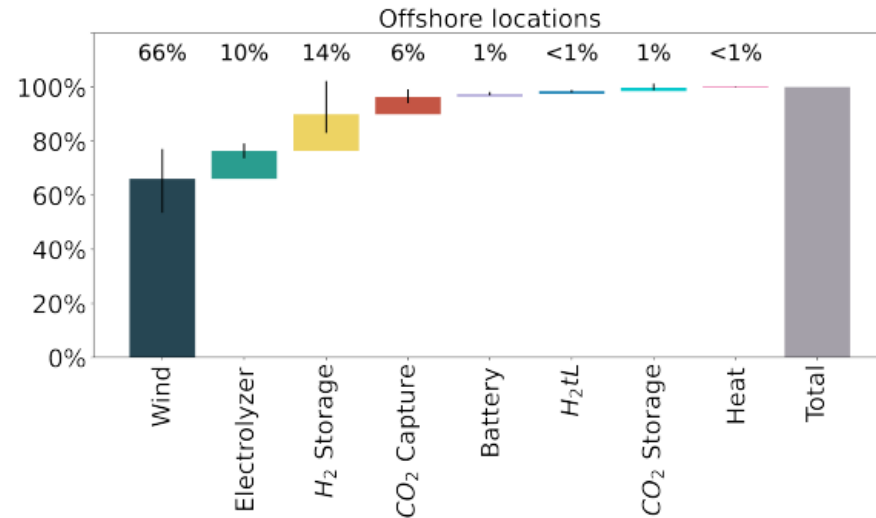 Offshore locations
66% 10% 14% 6% 1% <1% 1% <1%
100%
80%
60%
40%
20%
0%
Wind
Electrolyzer
H₂ Storage
CO₂ Capture
Battery
H₂tL
CO₂ Storage
Heat
Total